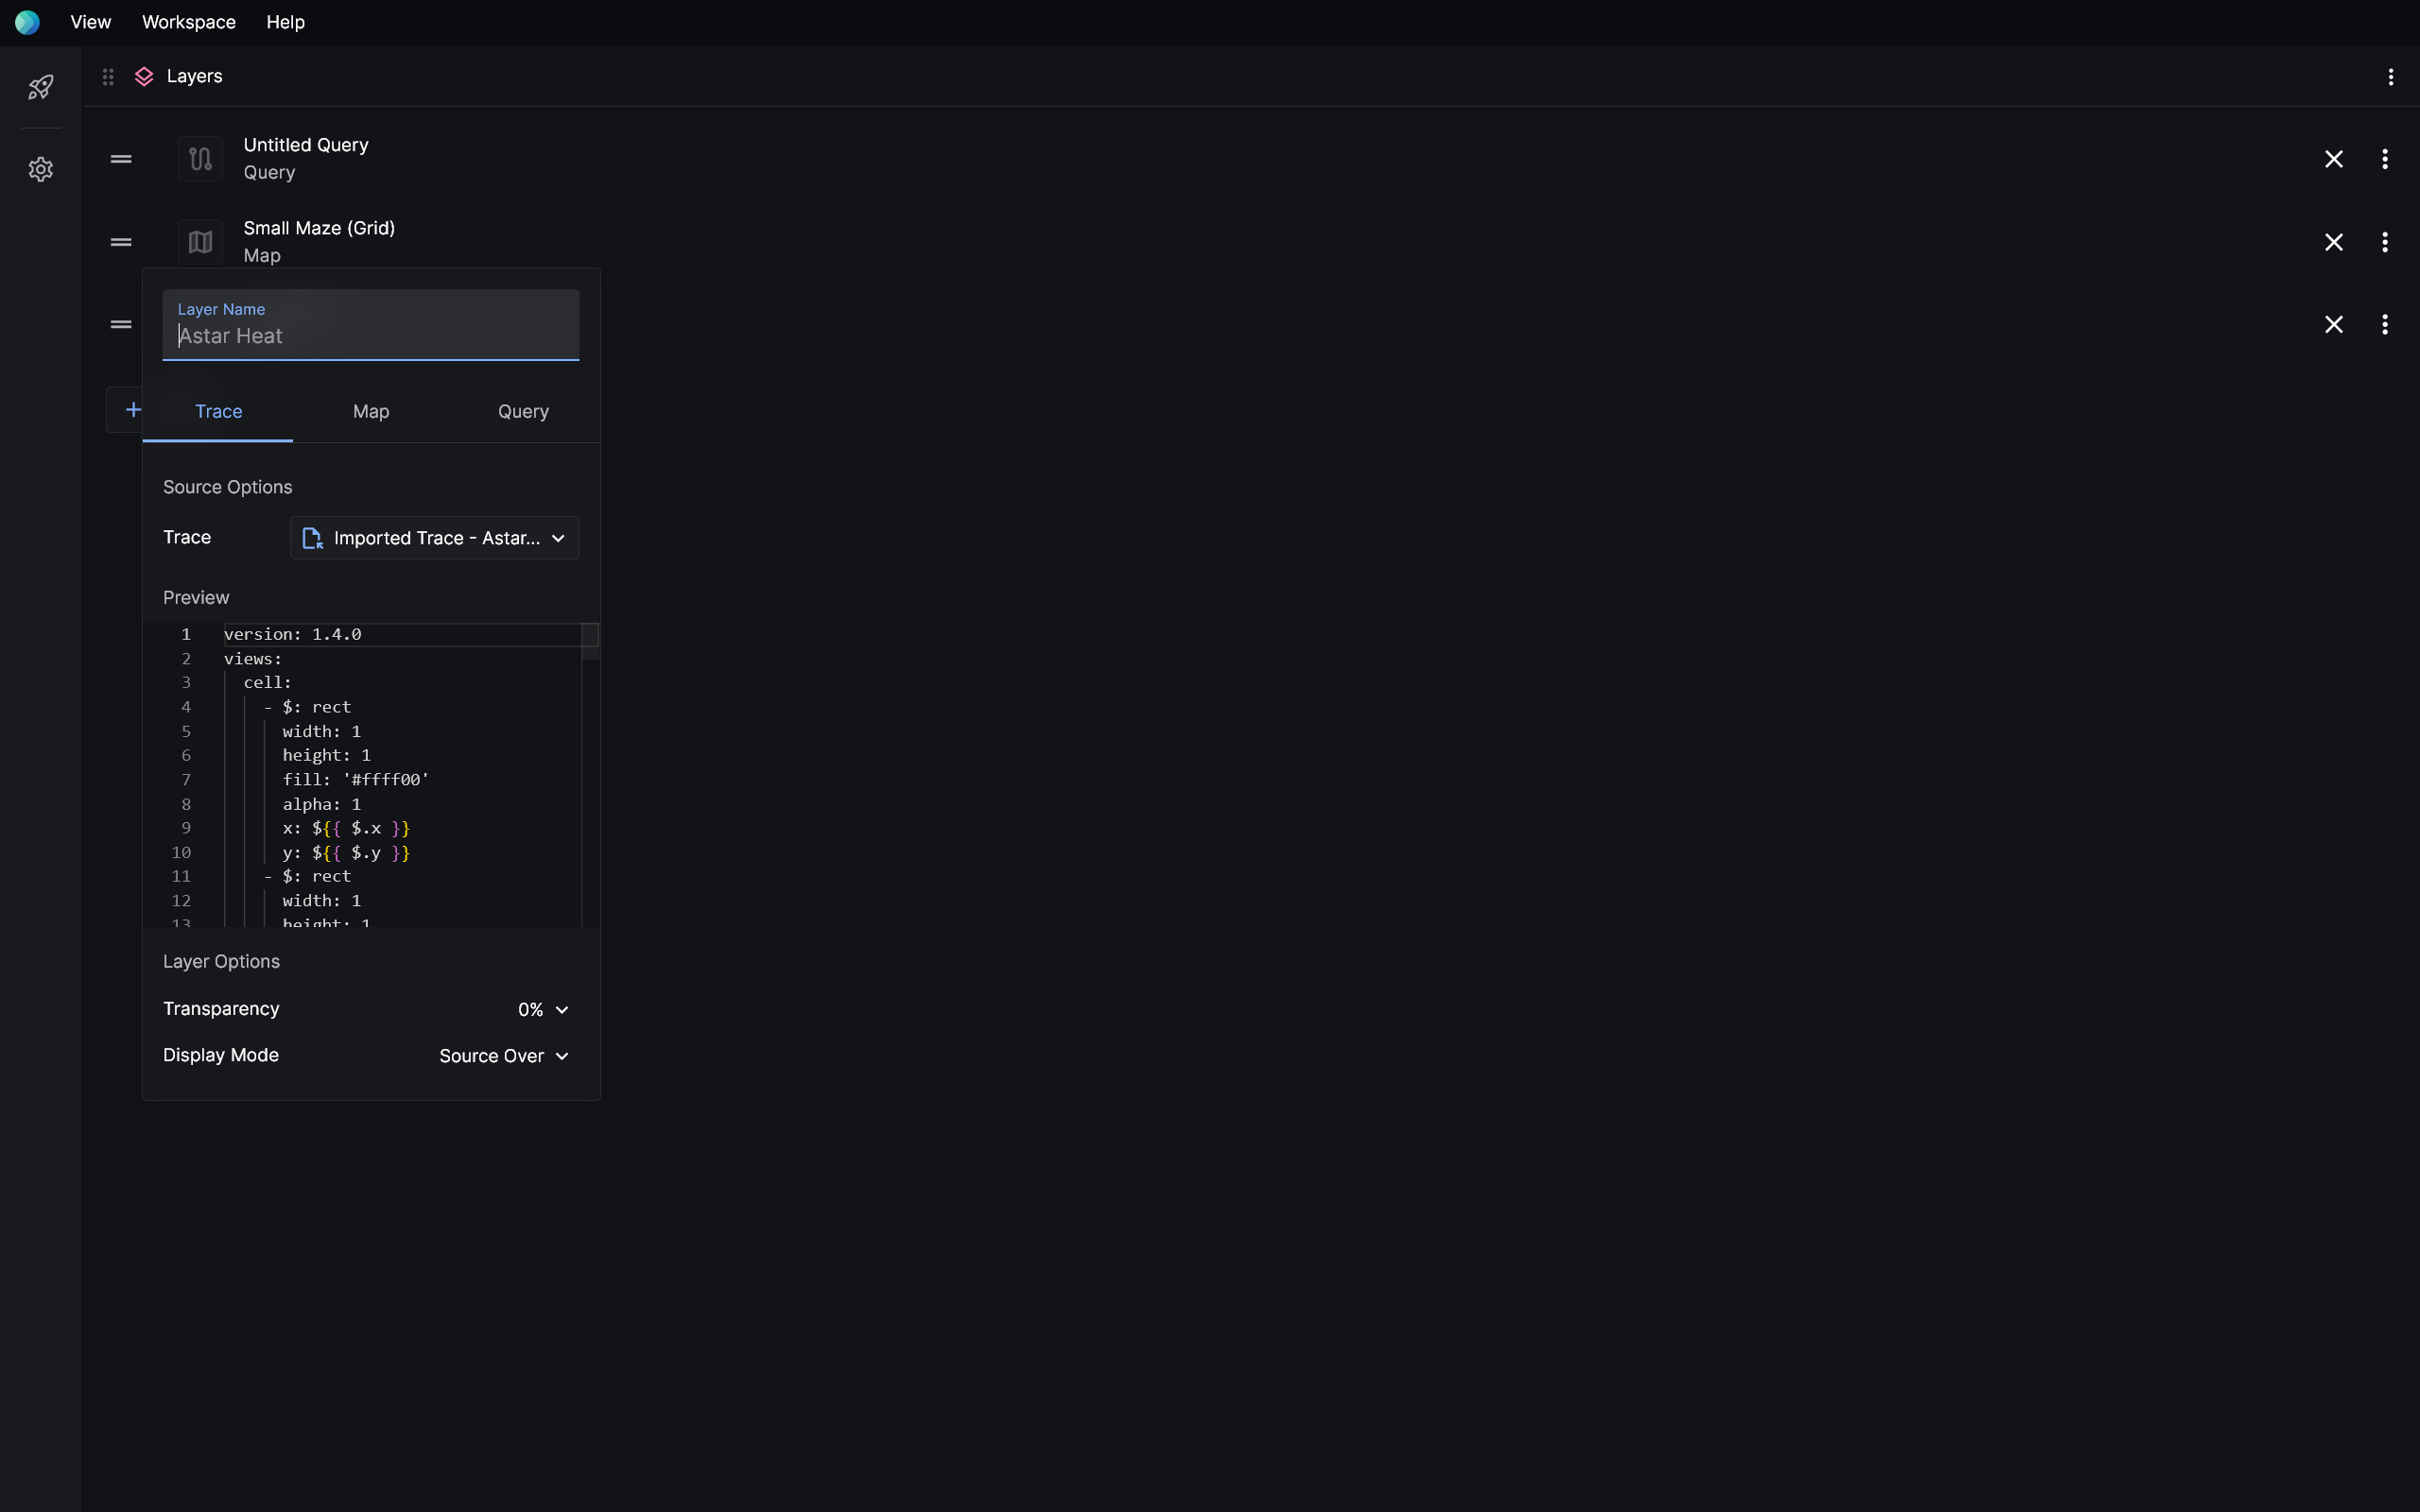 View Workspace Help
Layers
Untitled Query
Query
Small Maze (Grid)
Map
Layer Name
Astar Heat
Trace Map Query
Source Options
Trace Imported Trace - Astar...
Preview
1 version: 1.4.0
2 views:
3 cell:
4 - $: rect
5 width: 1
6 height: 1
7 fill: '#ffff00'
8 alpha: 1
9 x: ${{ $.x }}
10 y: ${{ $.y }}
11 - $: rect
12 width: 1
13 height: 1
Layer Options
Transparency 0%
Display Mode Source Over